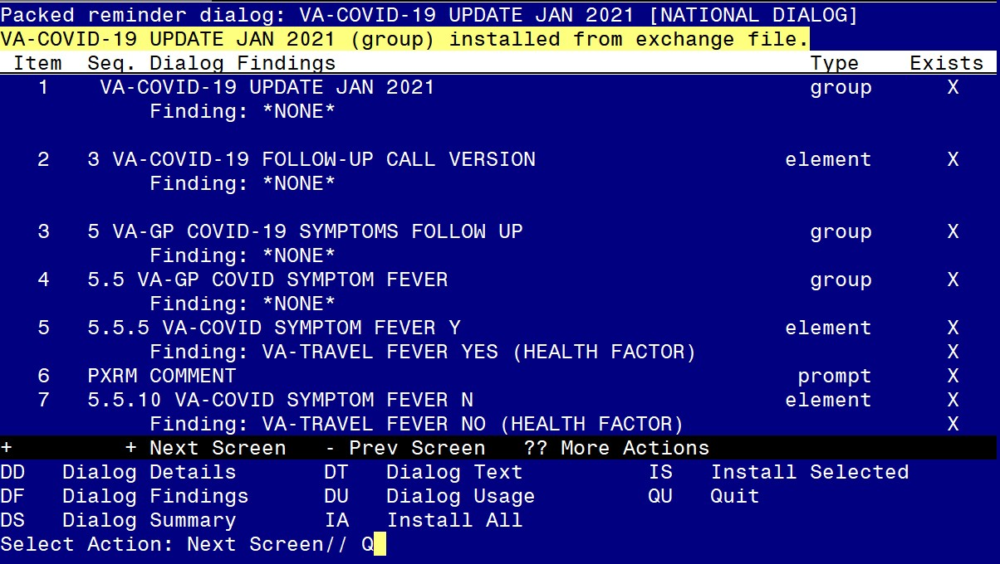 Packed reminder dialog: VA-COVID-19 UPDATE JAN 2021 [NATIONAL DIALOG]
VA-COVID-19 UPDATE JAN 2021 (group) installed from exchange file.
Item Seq. Dialog Findings Type Exists
1 VA-COVID-19 UPDATE JAN 2021 group X
Finding: *NONE*
2 3 VA-COVID-19 FOLLOW-UP CALL VERSION element X
Finding: *NONE*
3 5 VA-GP COVID-19 SYMPTOMS FOLLOW UP group X
Finding: *NONE*
4 5.5 VA-GP COVID SYMPTOM FEVER group X
Finding: *NONE*
5 5.5.5 VA-COVID SYMPTOM FEVER Y element X
Finding: VA-TRAVEL FEVER YES (HEALTH FACTOR) X
6 PXRM COMMENT prompt X
7 5.5.10 VA-COVID SYMPTOM FEVER N element X
Finding: VA-TRAVEL FEVER NO (HEALTH FACTOR) X
+ + Next Screen - Prev Screen ?? More Actions
DD Dialog Details DT Dialog Text IS Install Selected
DF Dialog Findings DU Dialog Usage QU Quit
DS Dialog Summary IA Install All
Select Action: Next Screen// Q